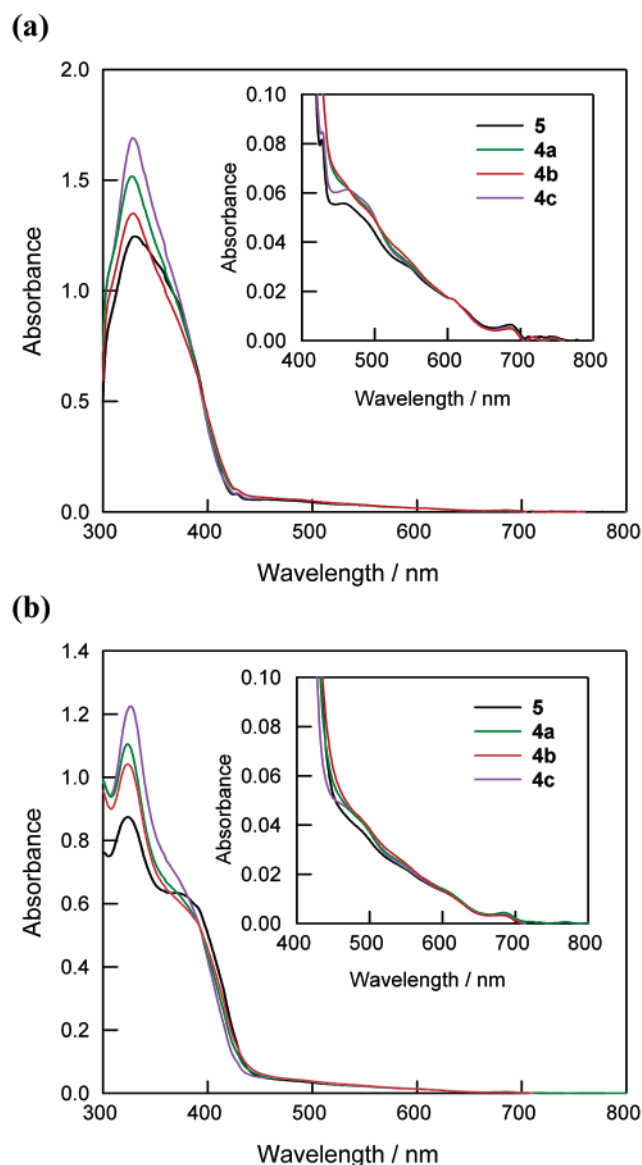 (a)
2.0
1.5
1.0
0.5
0.0
Absorbance
300 400 500 600 700 800
Wavelength / nm
0.10
0.08
0.06
0.04
0.02
0.00
Absorbance
400 500 600 700 800
Wavelength / nm
5
4a
4b
4c
(b)
1.4
1.2
1.0
0.8
0.6
0.4
0.2
0.0
Absorbance
300 400 500 600 700 800
Wavelength / nm
0.10
0.08
0.06
0.04
0.02
0.00
Absorbance
400 500 600 700 800
Wavelength / nm
5
4a
4b
4c